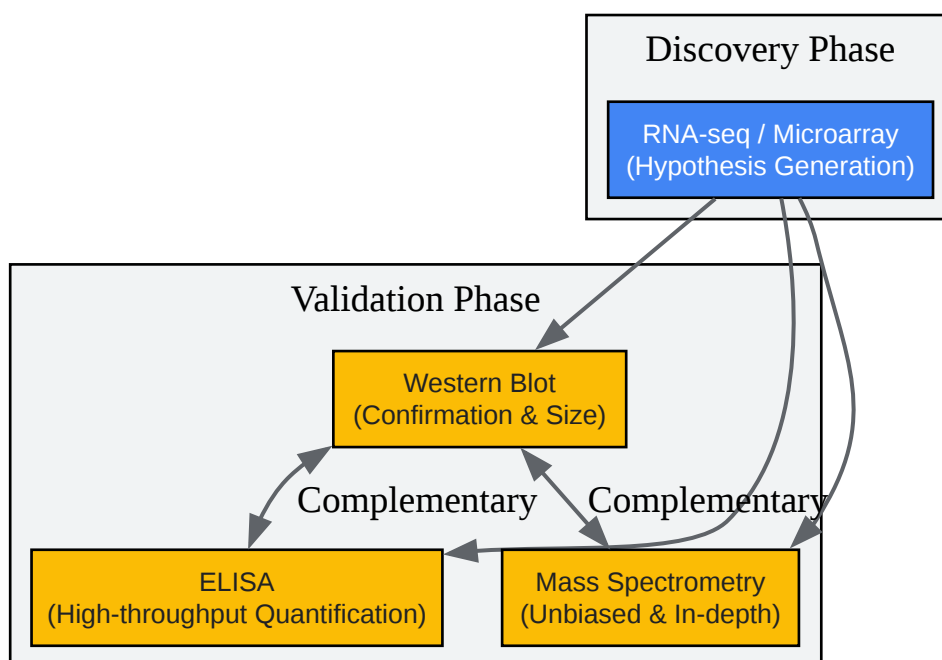 Discovery Phase
RNA-seq / Microarray
(Hypothesis Generation)
Validation Phase
Western Blot
(Confirmation & Size)
Complementary
Complementary
ELISA
(High-throughput Quantification)
Mass Spectrometry
(Unbiased & In-depth)